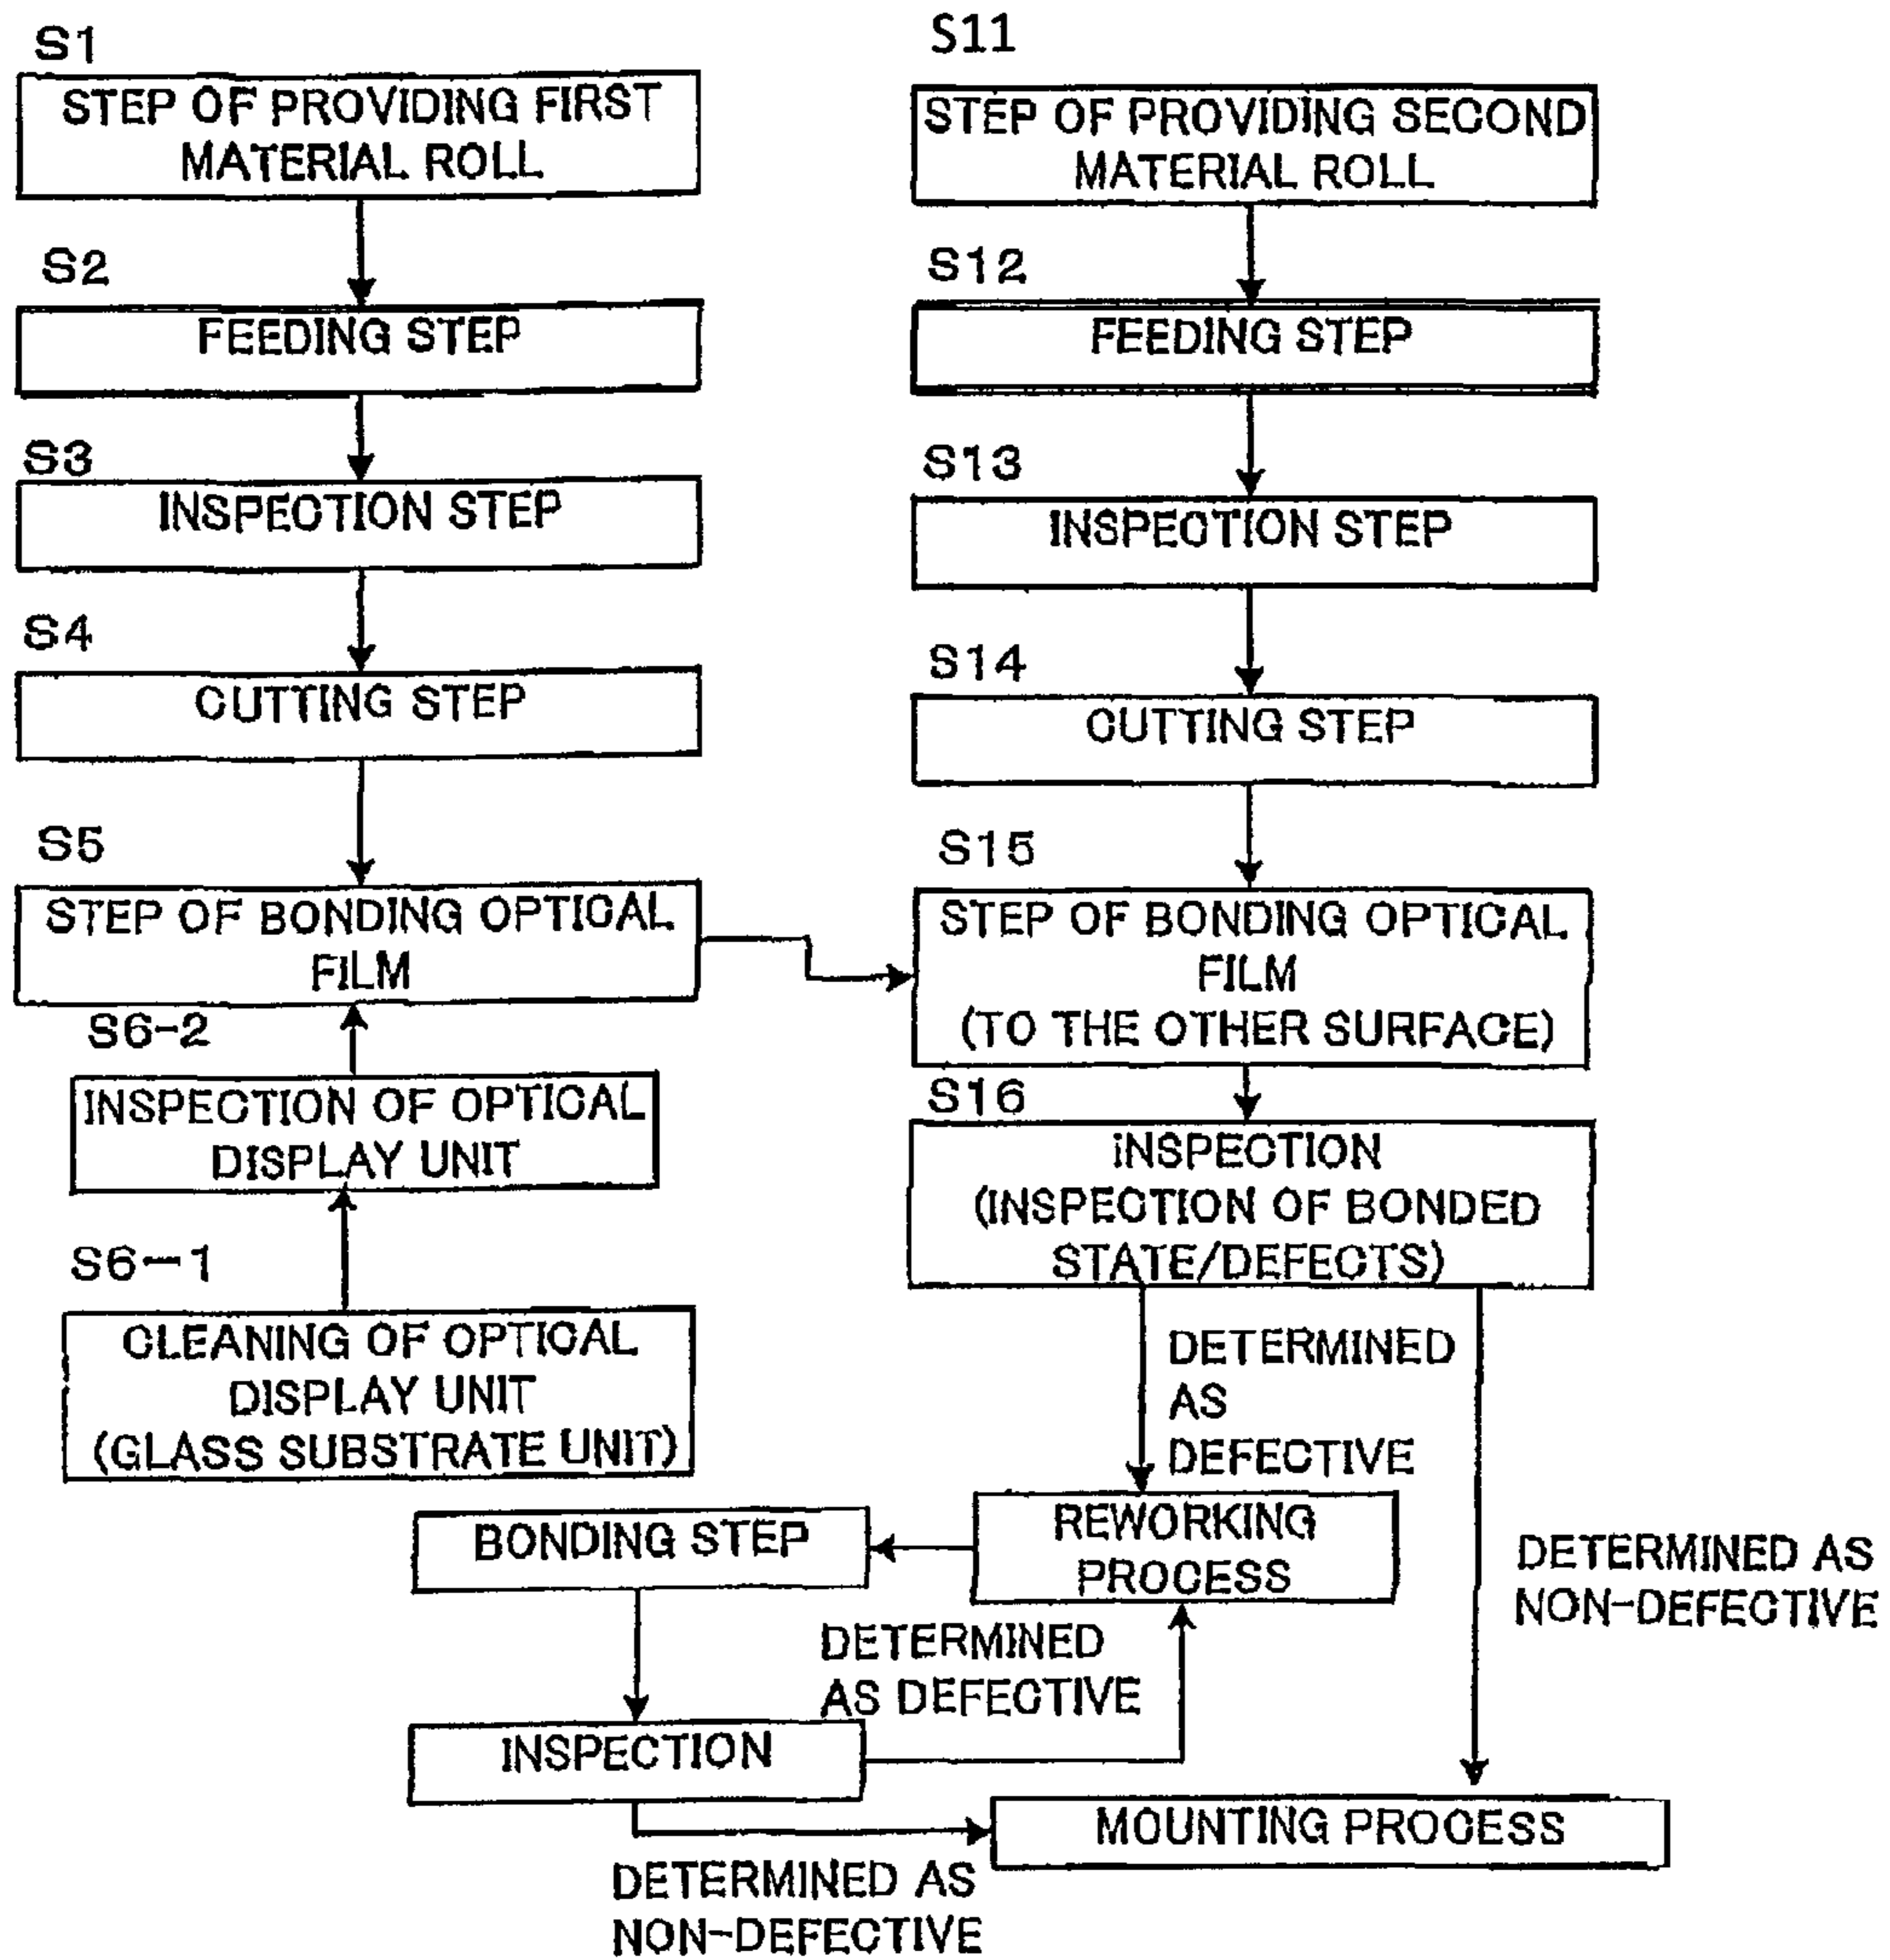 S1
STEP OF PROVIDING FIRST
MATERIAL ROLL
S2
FEEDING STEP
S3
INSPECTION STEP
S4
CUTTING STEP
S5
STEP OF BONDING OPTICAL
FILM
S6-2
INSPECTION OF OPTICAL
DISPLAY UNIT
S6-1
CLEANING OF OPTICAL
DISPLAY UNIT
(GLASS SUBSTRATE UNIT)
S11
STEP OF PROVIDING SECOND
MATERIAL ROLL
S12
FEEDING STEP
S13
INSPECTION STEP
S14
CUTTING STEP
S15
STEP OF BONDING OPTICAL
FILM
(TO THE OTHER SURFACE)
S16
INSPECTION
(INSPECTION OF BONDED
STATE/DEFECTS)
DETERMINED
AS
DEFECTIVE
REWORKING
PROCESS
BONDING STEP
DETERMINED AS
NON-DEFECTIVE
DETERMINED
AS DEFECTIVE
INSPECTION
MOUNTING PROCESS
DETERMINED AS
NON-DEFECTIVE